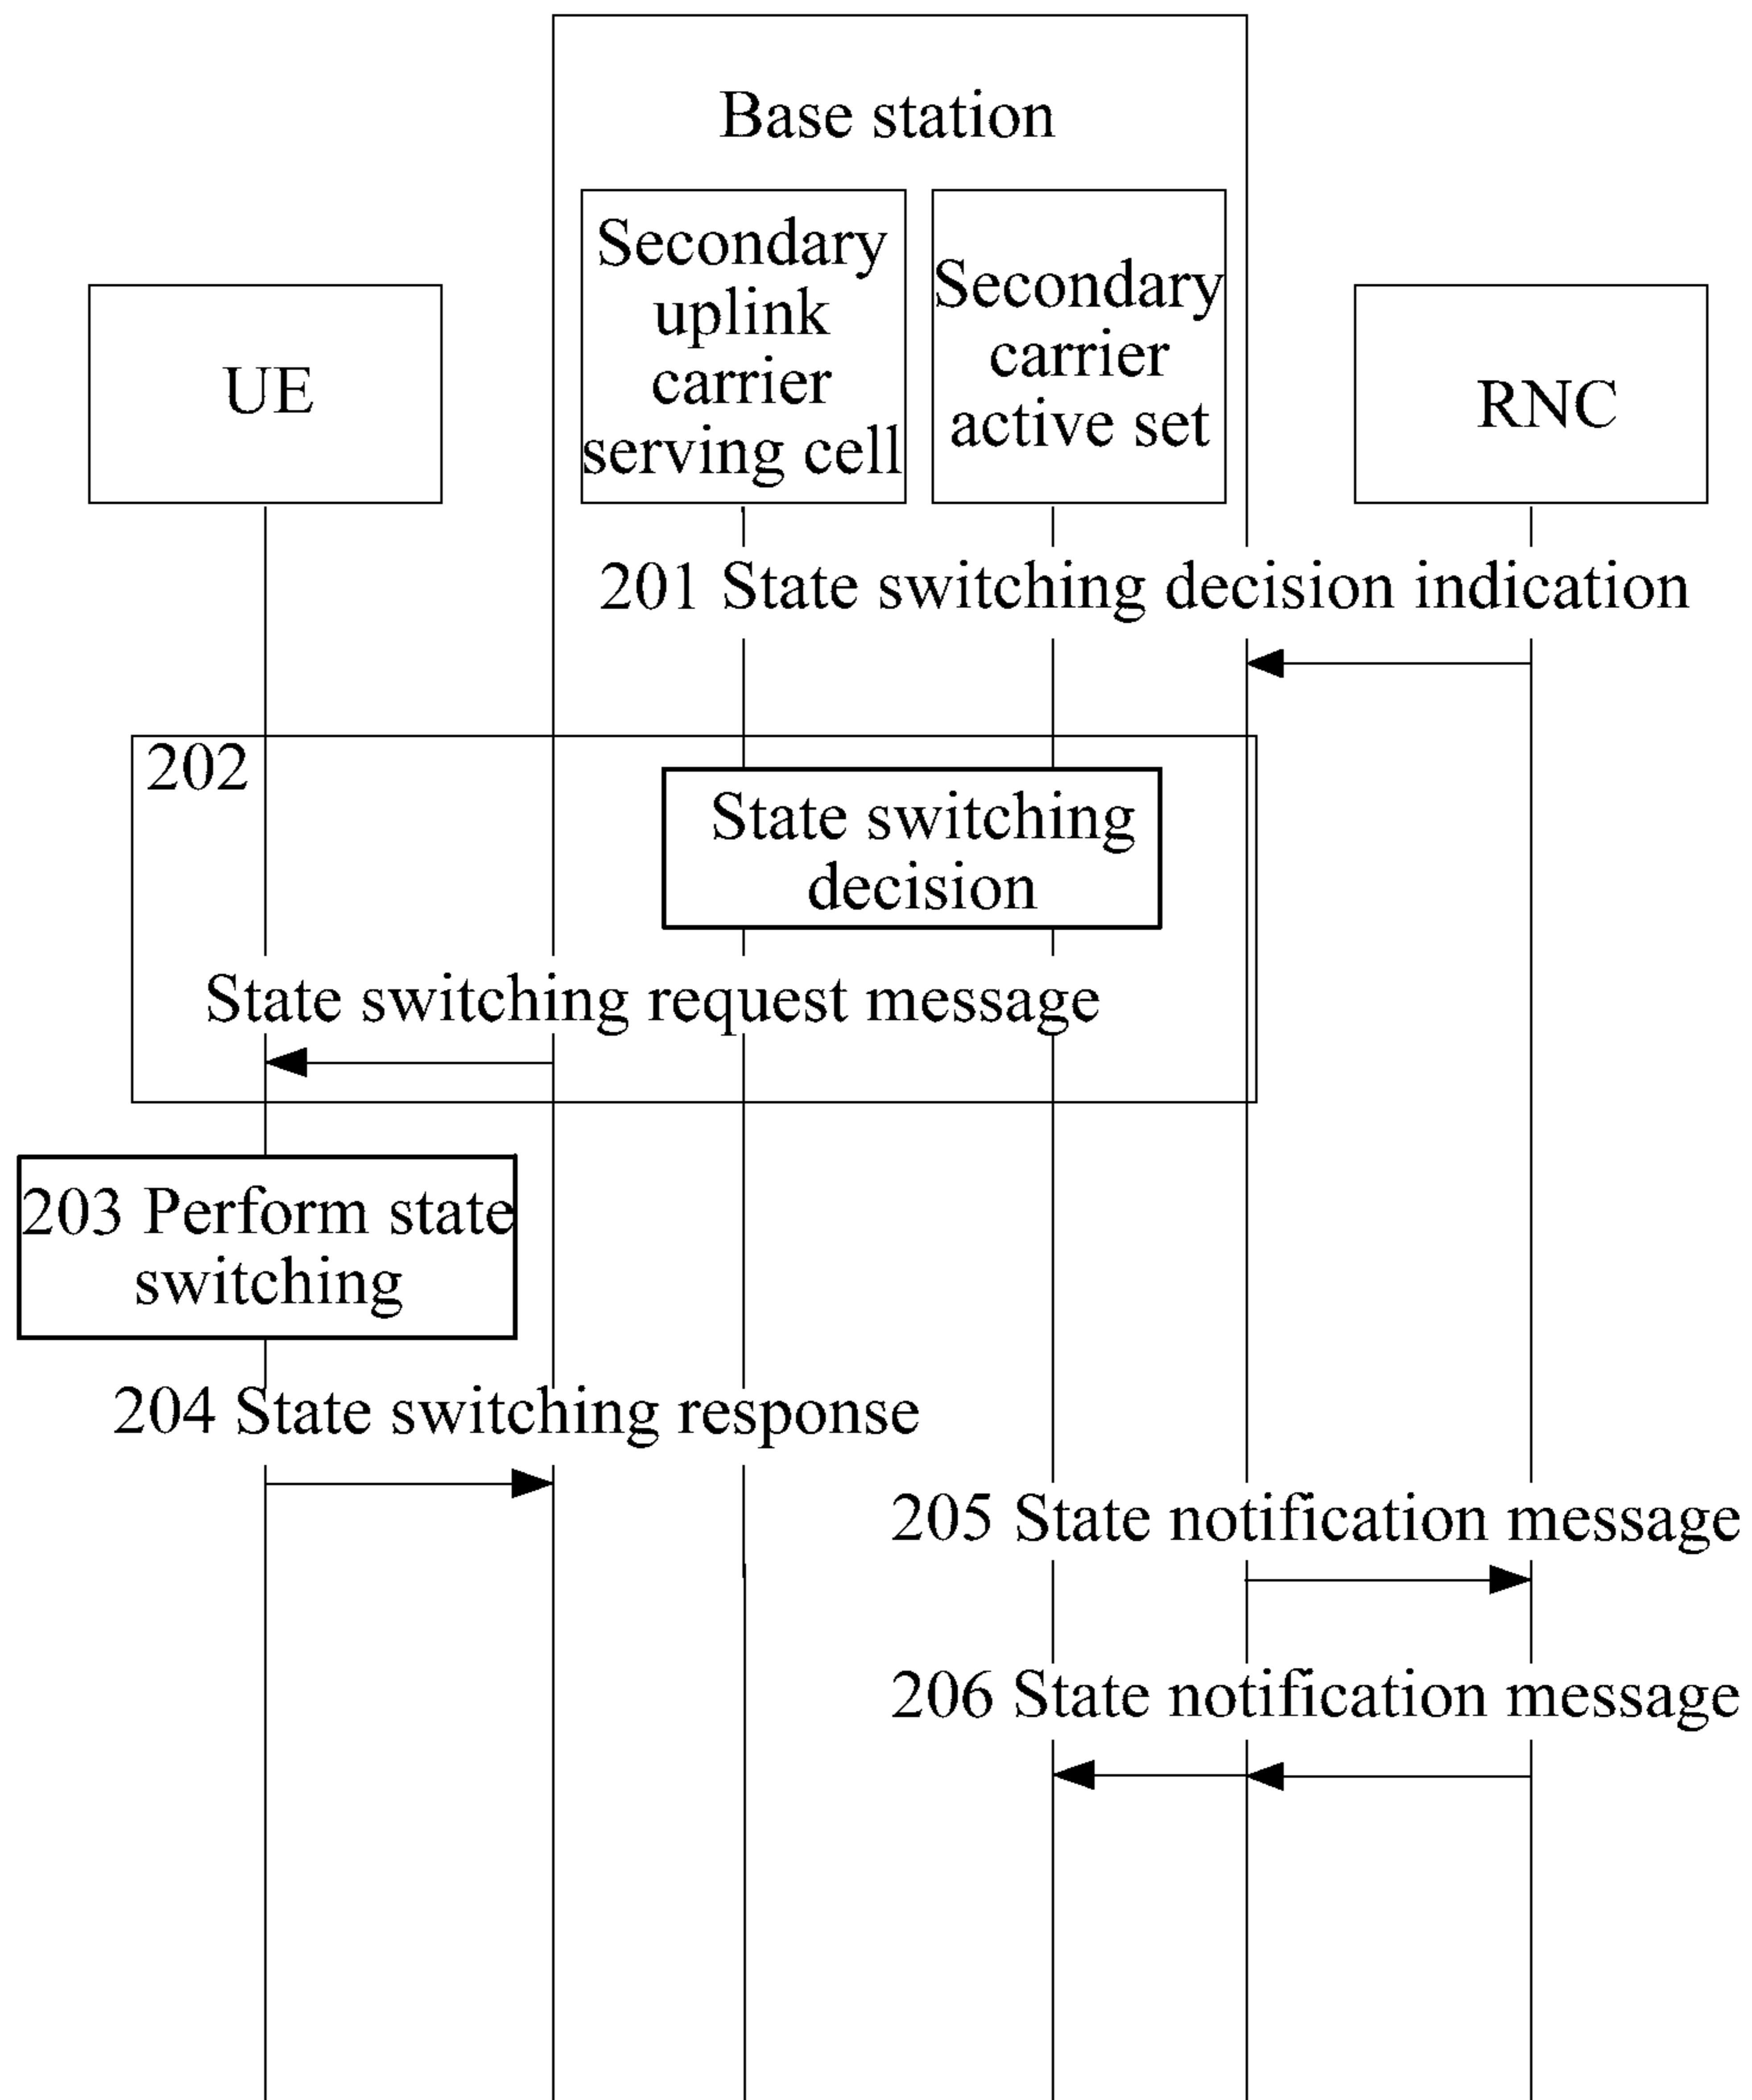 Base station
Secondary
uplink
carrier
serving cell
Secondary
carrier
active set
UE
RNC
201 State switching decision indication
202
State switching
decision
State switching request message
203 Perform state
switching
204 State switching response
205 State notification message
206 State notification message